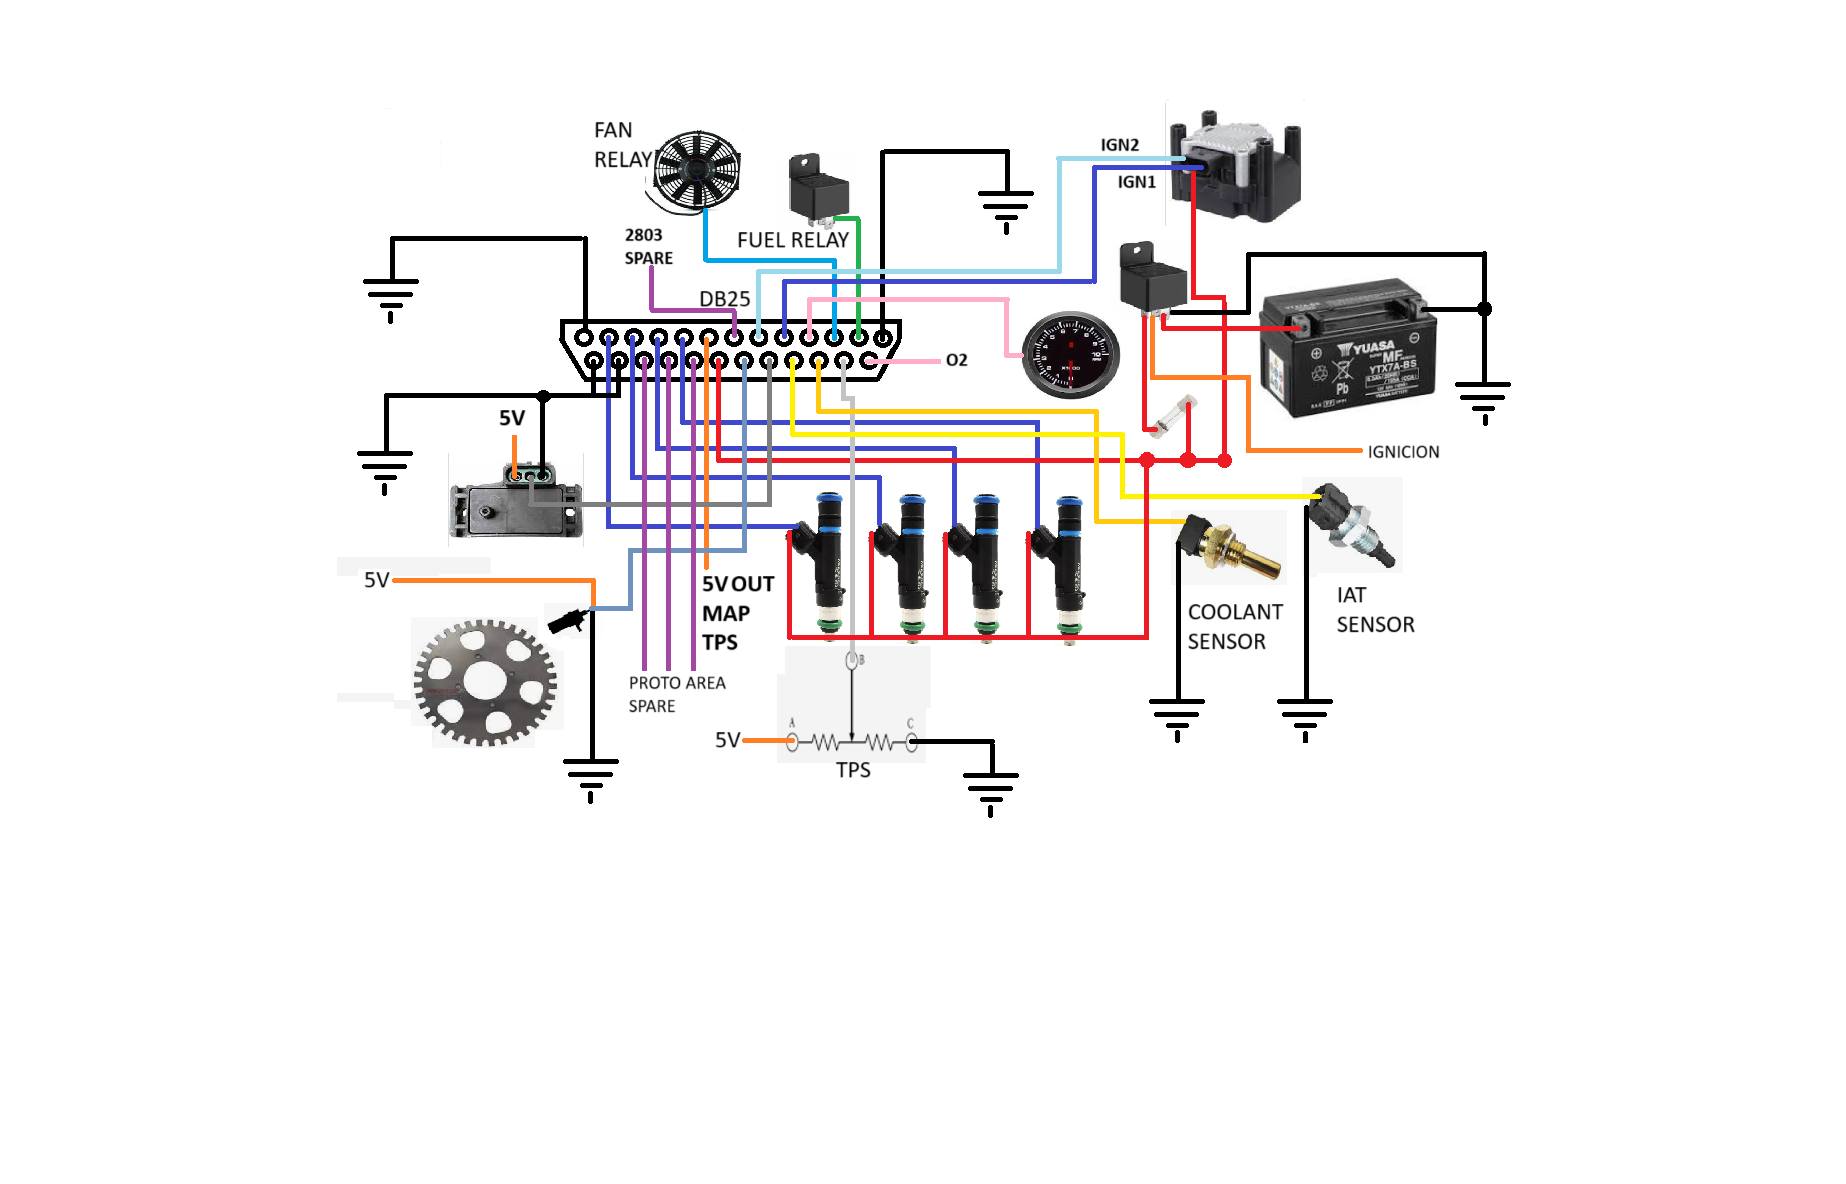 FAN
RELAY
IGN2
IGN1
2803
SPARE
FUEL RELAY
DB25
O2
YUASA
MF
YTX7A-BS
Pb
5V
IGNICION
5V
5V OUT
MAP
TPS
COOLANT
SENSOR
IAT
SENSOR
PROTO AREA
SPARE
B
A
C
5V
TPS